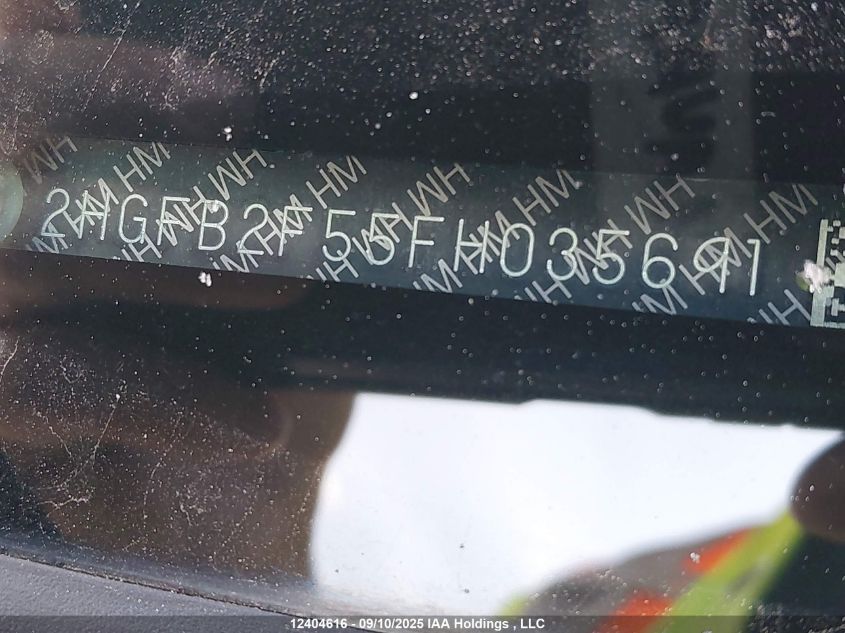 2HGFB2F55FH035691
12404616 - 09/10/2025 IAA Holdings , LLC